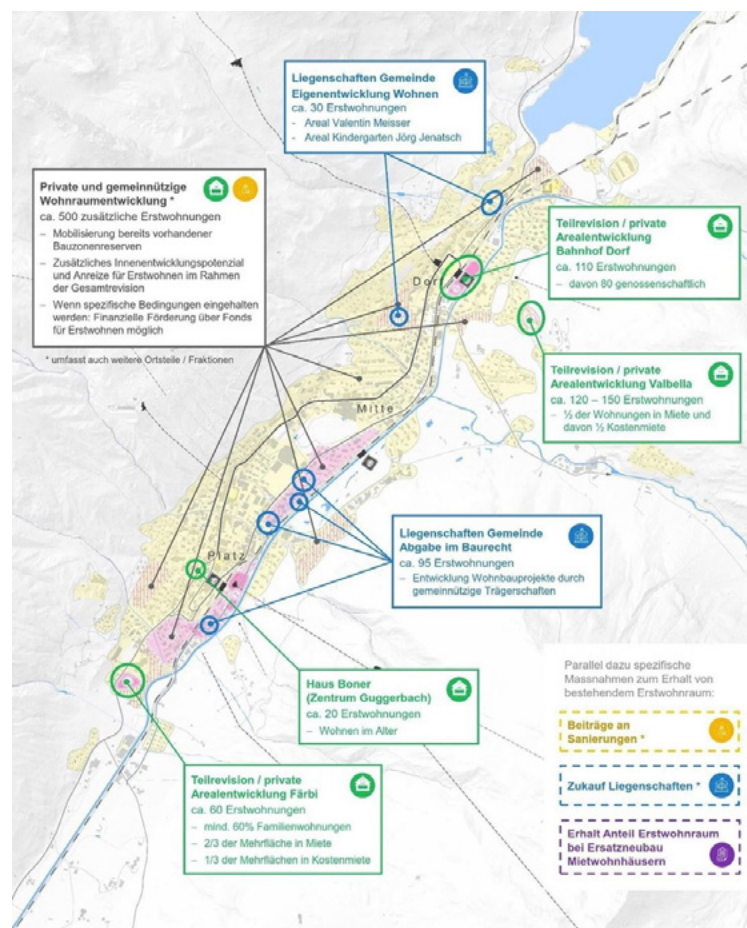 Liegenschaften Gemeinde
Eigenentwicklung Wohnen
ca. 30 Erstwohnungen
- Areal Valentin Meisser
- Areal Kindergarten Jörg Jenatsch
Private und gemeinnützige
Wohnraumentwicklung *
ca. 500 zusätzliche Erstwohnungen
– Mobilisierung bereits vorhandener
Bauzonenreserven
– Zusätzliches Innenentwicklungspotenzial
und Anreize für Erstwohnen im Rahmen
der Gesamtrevision
– Wenn spezifische Bedingungen eingehalten
werden: Finanzielle Förderung über Fonds
für Erstwohnen möglich
* umfasst auch weitere Ortsteile / Fraktionen
Teilrevision / private
Arealentwicklung
Bahnhof Dorf
ca. 110 Erstwohnungen
– davon 80 genossenschaftlich
Dorf
Teilrevision / private
Arealentwicklung Valbella
ca. 120 – 150 Erstwohnungen
– ⅓ der Wohnungen in Miete und
Mitte
Liegenschaften Gemeinde
Abgabe im Baurecht
ca. 95 Erstwohnungen
– Entwicklung Wohnbauprojekte durch
gemeinnützige Trägerschaften
Platz
Haus Boner
(Zentrum Guggerbach)
ca. 20 Erstwohnungen
– Wohnen im Alter
Teilrevision / private
Arealentwicklung Färbi
ca. 60 Erstwohnungen
– mind. 60% Familienwohnungen
– 2/3 der Mehrfläche in Miete
– 1/3 der Mehrflächen in Kostenmiete
Parallel dazu spezifische
Massnahmen zum Erhalt von
bestehendem Erstwohnraum:
Beiträge an
Sanierungen *
Zukauf Liegenschaften *
Erhalt Anteil Erstwohnraum
bei Ersatzneubau
Mietwohnhäusern